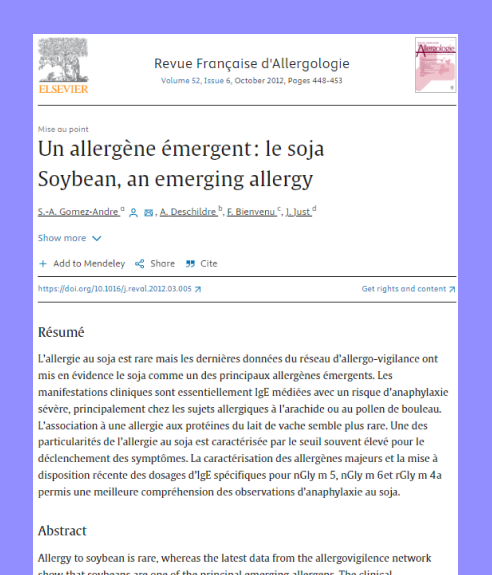 Revue Française d'Allergologie
Volume 52, Issue 6, October 2012, Pages 448-453
ELSEVIER
Mise au point
Un allergène émergent: le soja
Soybean, an emerging allergy
S.-A. Gomez-Andre a, A. Deschildre b, F. Bienvenu c, J. Just d
Show more
+ Add to Mendeley Share Cite
https://doi.org/10.1016/j.reval.2012.03.005 Get rights and content
Résumé
L'allergie au soja est rare mais les dernières données du réseau d'allergo-vigilance ont
mis en évidence le soja comme un des principaux allergènes émergents. Les
manifestations cliniques sont essentiellement IgE médiées avec un risque d'anaphylaxie
sévère, principalement chez les sujets allergiques à l'arachide ou au pollen de bouleau.
L'association à une allergie aux protéines du lait de vache semble plus rare. Une des
particularités de l'allergie au soja est caractérisée par le seuil souvent élevé pour le
déclenchement des symptômes. La caractérisation des allergènes majeurs et la mise à
disposition récente des dosages d'IgE spécifiques pour nGly m 5, nGly m 6et rGly m 4a
permis une meilleure compréhension des observations d'anaphylaxie au soja.
Abstract
Allergy to soybean is rare, whereas the latest data from the allergovigilence network
show that soybeans are one of the principal emerging allergens. The clinical